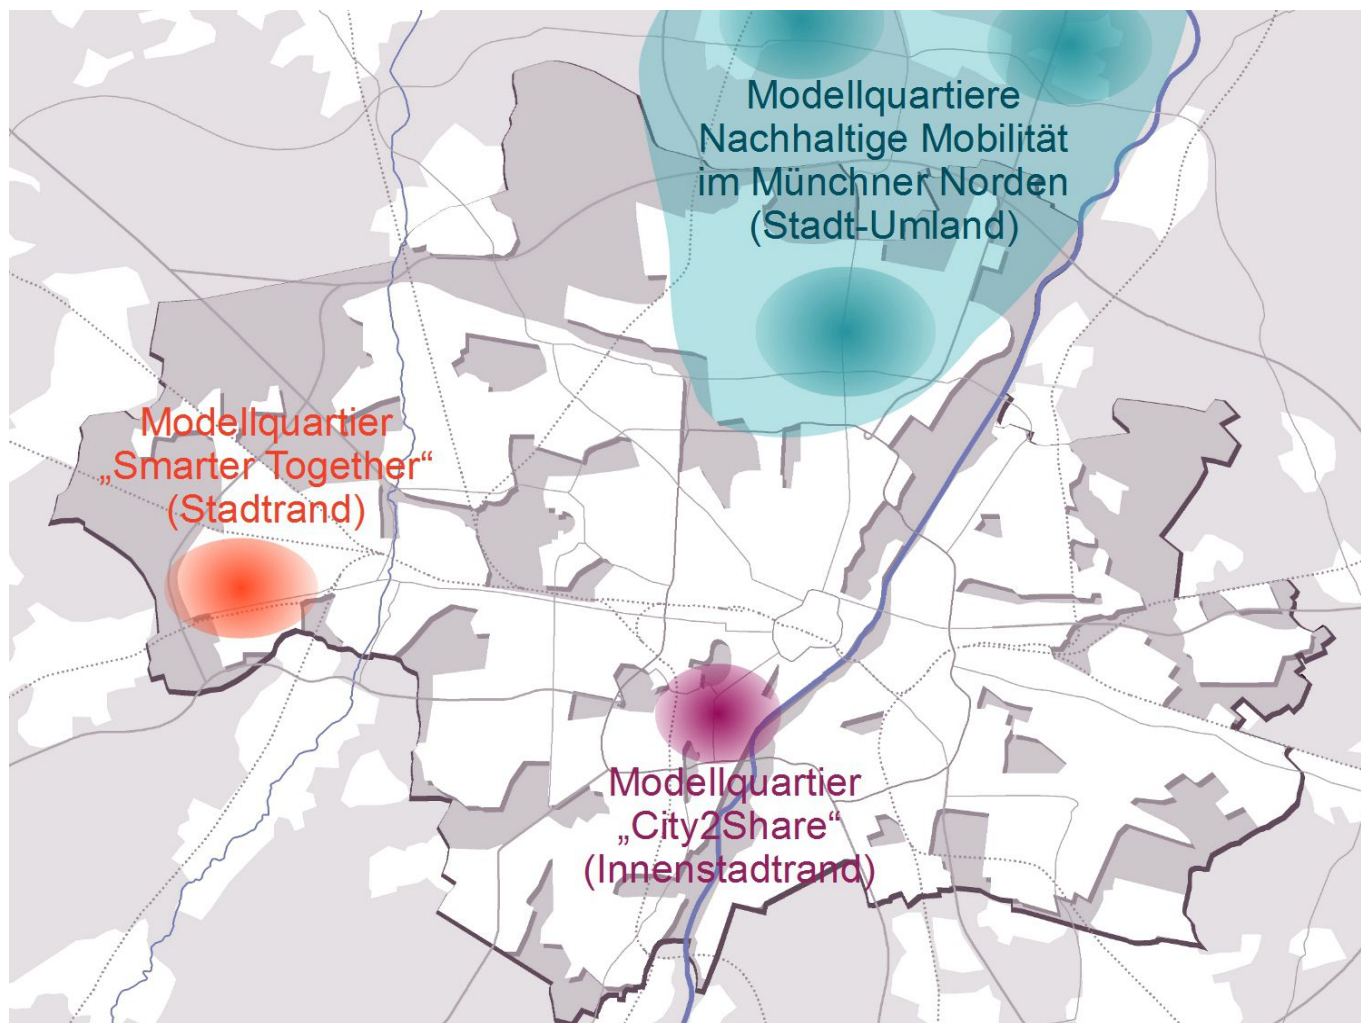 Modellquartiere
Nachhaltige Mobilität
im Münchner Norden
(Stadt-Umland)
Modellquartier
„Smarter Together“
(Stadtrand)
Modellquartier
„City2Share“
(Innenstadtrand)